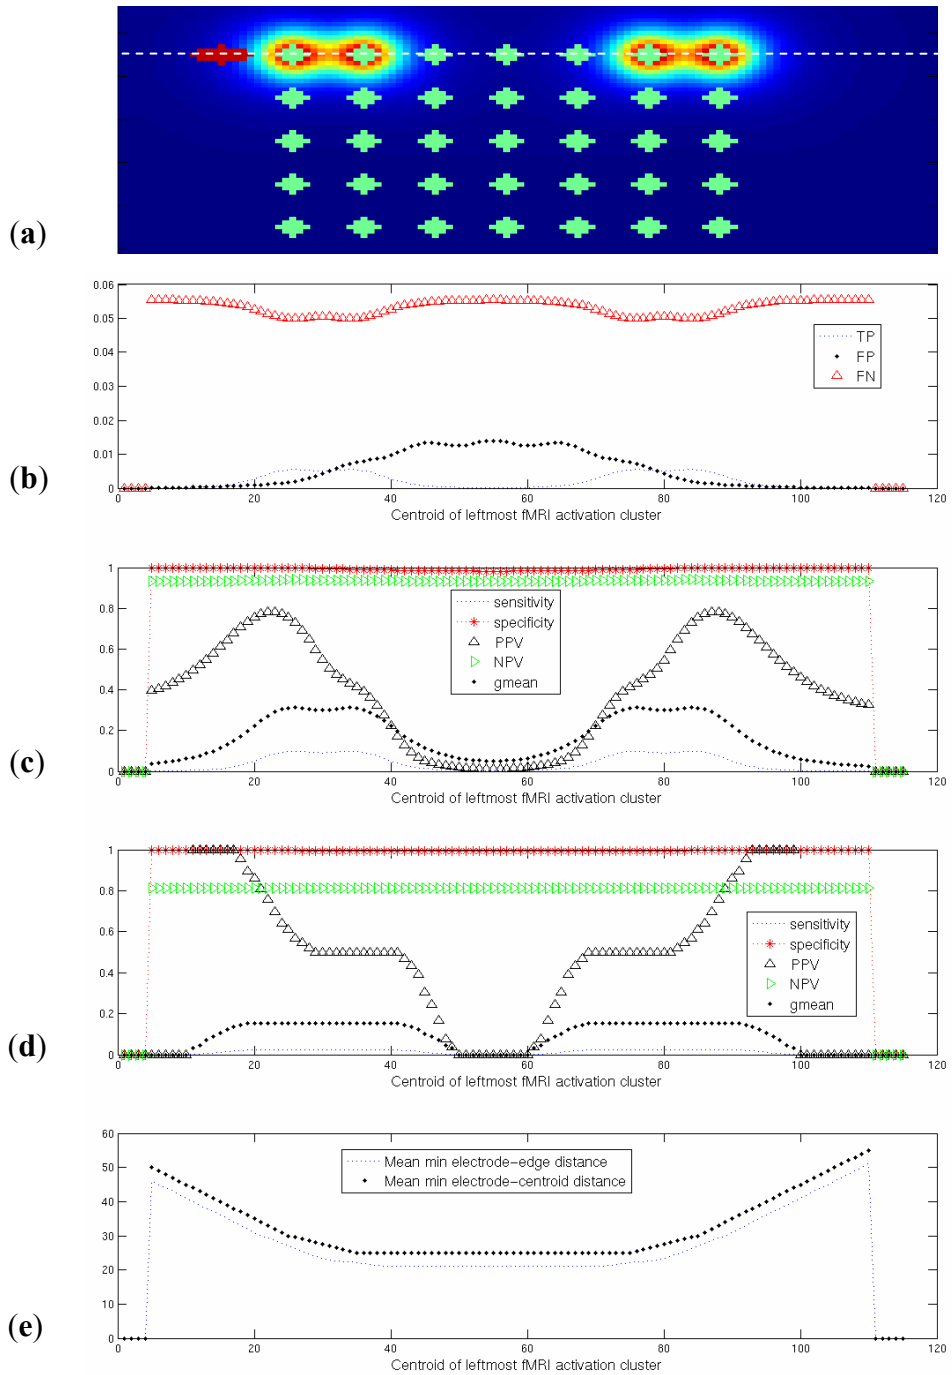 (a)
0.06
0.05
0.04
0.03
0.02
0.01
0
TP
FP
FN
(b)
0 20 40 60 80 100 120
Centroid of leftmost fMRI activation cluster
1
0.8
0.6
0.4
0.2
0
sensitivity
specificity
PPV
NPV
gmean
(c)
0 20 40 60 80 100 120
Centroid of leftmost fMRI activation cluster
1
0.8
0.6
0.4
0.2
0
sensitivity
specificity
PPV
NPV
gmean
(d)
0 20 40 60 80 100 120
Centroid of leftmost fMRI activation cluster
60
50
40
30
20
10
0
Mean min electrode-edge distance
Mean min electrode-centroid distance
(e)
0 20 40 60 80 100 120
Centroid of leftmost fMRI activation cluster